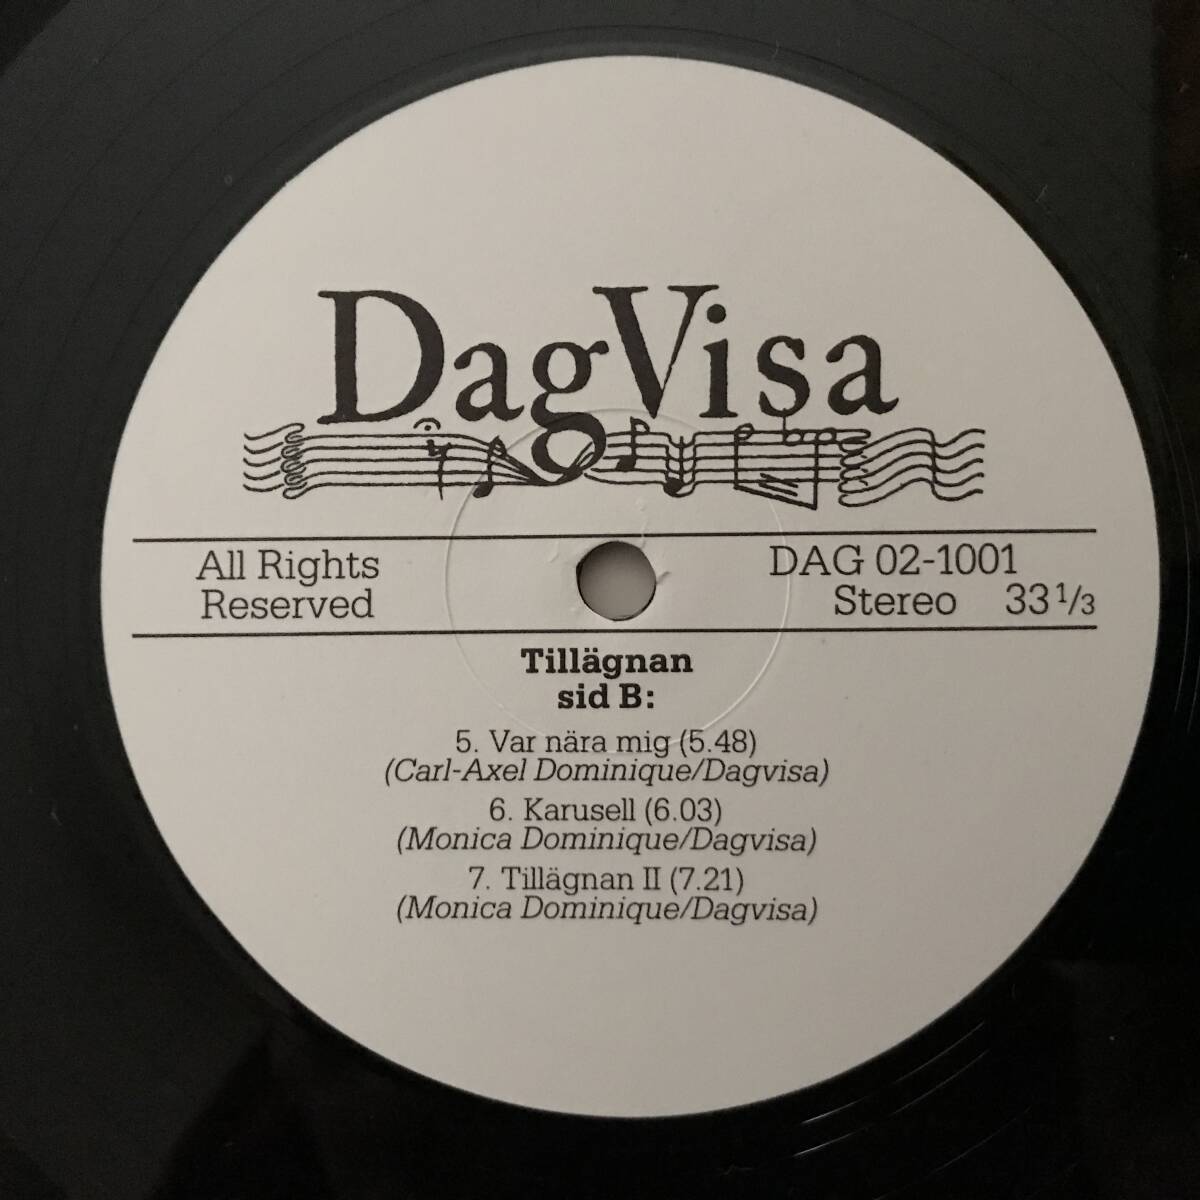 DagVisa
All Rights
Reserved
DAG 02-1001
Stereo 33 1/3
Tillägnan
sid B:
5. Var nära mig (5.48)
(Carl-Axel Dominique/Dagvisa)
6. Karusell (6.03)
(Monica Dominique/Dagvisa)
7. Tillägnan II (7.21)
(Monica Dominique/Dagvisa)